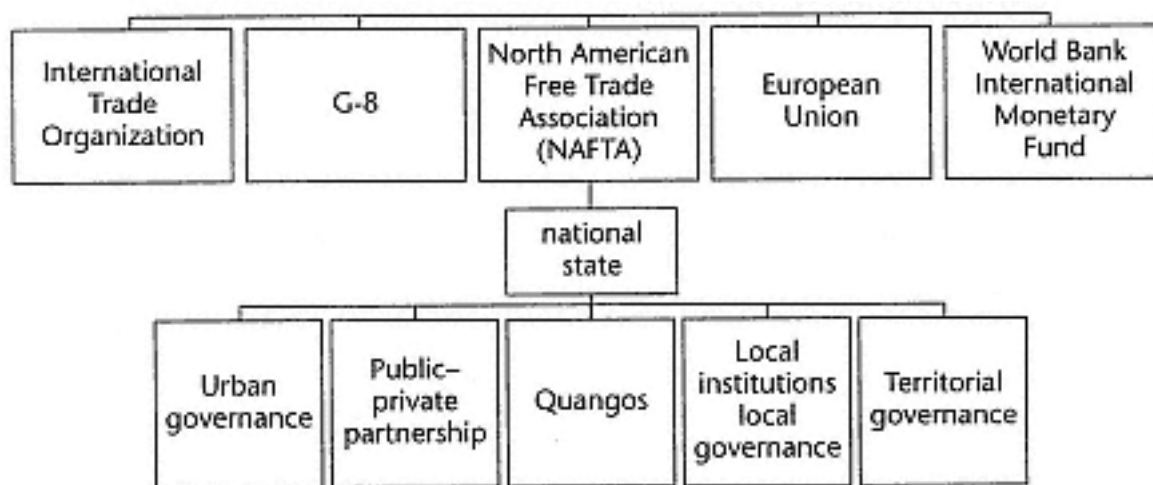 International
Trade
Organization
G-8
North American
Free Trade
Association
(NAFTA)
European
Union
World Bank
International
Monetary
Fund
national
state
Urban
governance
Public–
private
partnership
Quangos
Local
institutions
local
governance
Territorial
governance